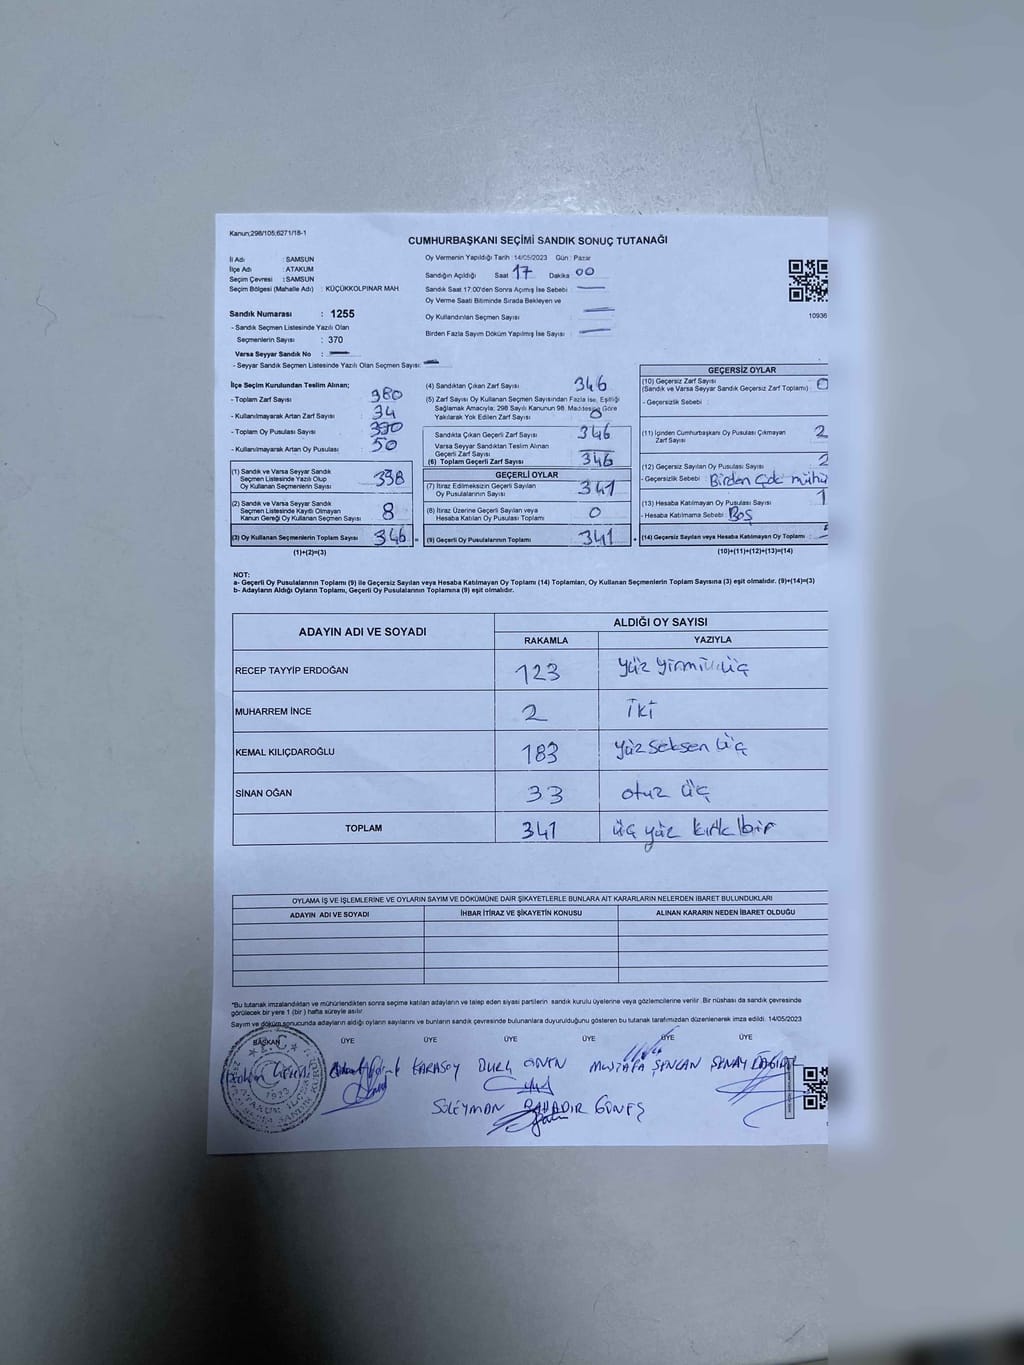 Kanun;298/105;6271/18-1
CUMHURBAŞKANI SEÇİMİ SANDIK SONUÇ TUTANAĞI
İl Adı : SAMSUN
İlçe Adı : ATAKUM
Seçim Çevresi : SAMSUN
Seçim Bölgesi (Mahalle Adı) : KÜÇÜKKOLPINAR MAH
Sandık Numarası : 1255
- Sandık Seçmen Listesinde Yazılı Olan
Seçmenlerin Sayısı : 370
Varsa Seyyar Sandık No :
- Seyyar Sandık Seçmen Listesinde Yazılı Olan Seçmen Sayısı:
Oy Vermenin Yapıldığı Tarih : 14/05/2023 Gün : Pazar
Sandığın Açıldığı Saat 17 Dakika 00
Sandık Saat 17:00'den Sonra Açımış İse Sebebi :
Oy Verme Saati Bitiminde Sırada Bekleyen ve
Oy Kullandırılan Seçmen Sayısı :
Birden Fazla Sayım Döküm Yapılmış İse Sayısı :
10936
İlçe Seçim Kurulundan Teslim Alınan;
- Toplam Zarf Sayısı : 380
- Kullanılmayarak Artan Zarf Sayısı : 34
- Toplam Oy Pusulası Sayısı : 390
- Kullanılmayarak Artan Oy Pusulası : 50
(1) Sandık ve Varsa Seyyar Sandık
Seçmen Listesinde Yazılı Olup
Oy Kullanan Seçmenlerin Sayısı 338
(2) Sandık ve Varsa Seyyar Sandık
Seçmen Listesinde Kayıtlı Olmayan
Kanun Gereği Oy Kullanan Seçmen Sayısı 8
(3) Oy Kullanan Seçmenlerin Toplam Sayısı 346
(1)+(2)=(3)
(4) Sandıktan Çıkan Zarf Sayısı 346
(5) Zarf Sayısı Oy Kullanan Seçmen Sayısından Fazla İse, Eşitliği
Sağlamak Amacıyla; 298 Sayılı Kanunun 98. Maddesine Göre
Yakılarak Yok Edilen Zarf Sayısı 0
Sandıkta Çıkan Geçerli Zarf Sayısı 346
Varsa Seyyar Sandıktan Teslim Alınan
Geçerli Zarf Sayısı
(6) Toplam Geçerli Zarf Sayısı 346
GEÇERLİ OYLAR
(7) İtiraz Edilmeksizin Geçerli Sayılan
Oy Pusulalarının Sayısı 341
(8) İtiraz Üzerine Geçerli Sayılan veya
Hesaba Katılan Oy Pusulası Toplamı 0
= (9) Geçerli Oy Pusulalarının Toplamı 341
GEÇERSİZ OYLAR
(10) Geçersiz Zarf Sayısı
(Sandık ve Varsa Seyyar Sandık Geçersiz Zarf Toplamı) 0
- Geçersizlik Sebebi :
(11) İçinden Cumhurbaşkanı Oy Pusulası Çıkmayan
Zarf Sayısı 2
(12) Geçersiz Sayılan Oy Pusulası Sayısı 2
- Geçersizlik Sebebi : Birden Çok mühü
(13) Hesaba Katılmayan Oy Pusulası Sayısı 1
- Hesaba Katılmama Sebebi : Boş
+ (14) Geçersiz Sayılan veya Hesaba Katılmayan Oy Toplamı 5
(10)+(11)+(12)+(13)=(14)
NOT:
a- Geçerli Oy Pusulalarının Toplamı (9) ile Geçersiz Sayılan veya Hesaba Katılmayan Oy Toplamı (14) Toplamları, Oy Kullanan Seçmenlerin Toplam Sayısına (3) eşit olmalıdır. (9)+(14)=(3)
b- Adayların Aldığı Oyların Toplamı, Geçerli Oy Pusulalarının Toplamına (9) eşit olmalıdır.
ADAYIN ADI VE SOYADI ALDIĞI OY SAYISI
RAKAMLA YAZIYLA
RECEP TAYYİP ERDOĞAN 123 yüz yirmi üç
MUHARREM İNCE 2 iki
KEMAL KILIÇDAROĞLU 183 yüz seksen üç
SİNAN OĞAN 33 otuz üç
TOPLAM 341 üç yüz kırk bir
OYLAMA İŞ VE İŞLEMLERİNE VE OYLARIN SAYIM VE DÖKÜMÜNE DAİR ŞİKAYETLERLE BUNLARA AİT KARARLARIN NELERDEN İBARET BULUNDUKLARI
ADAYIN ADI VE SOYADI İHBAR İTİRAZ VE ŞİKAYETİN KONUSU ALINAN KARARIN NEDEN İBARET OLDUĞU
*Bu tutanak imzalandıktan ve mühürlendikten sonra seçime katılan adayların ve talep eden siyasi partilerin sandık kurulu üyelerine veya gözlemcilerine verilir. Bir nüshası da sandık çevresinde
görülecek bir yere 1 (bir ) hafta süreyle asılır.
Sayım ve döküm sonucunda adayların aldığı oyların sayılarını ve bunların sandık çevresinde bulunanlara duyurulduğunu gösteren bu tutanak tarafımızdan düzenlenerek imza edildi. 14/05/2023
BAŞKAN ÜYE ÜYE ÜYE ÜYE ÜYE
KARASOY MUSTAFA ŞENCAN ŞENAY
SÜLEYMAN BAHADIR GÜNEŞ